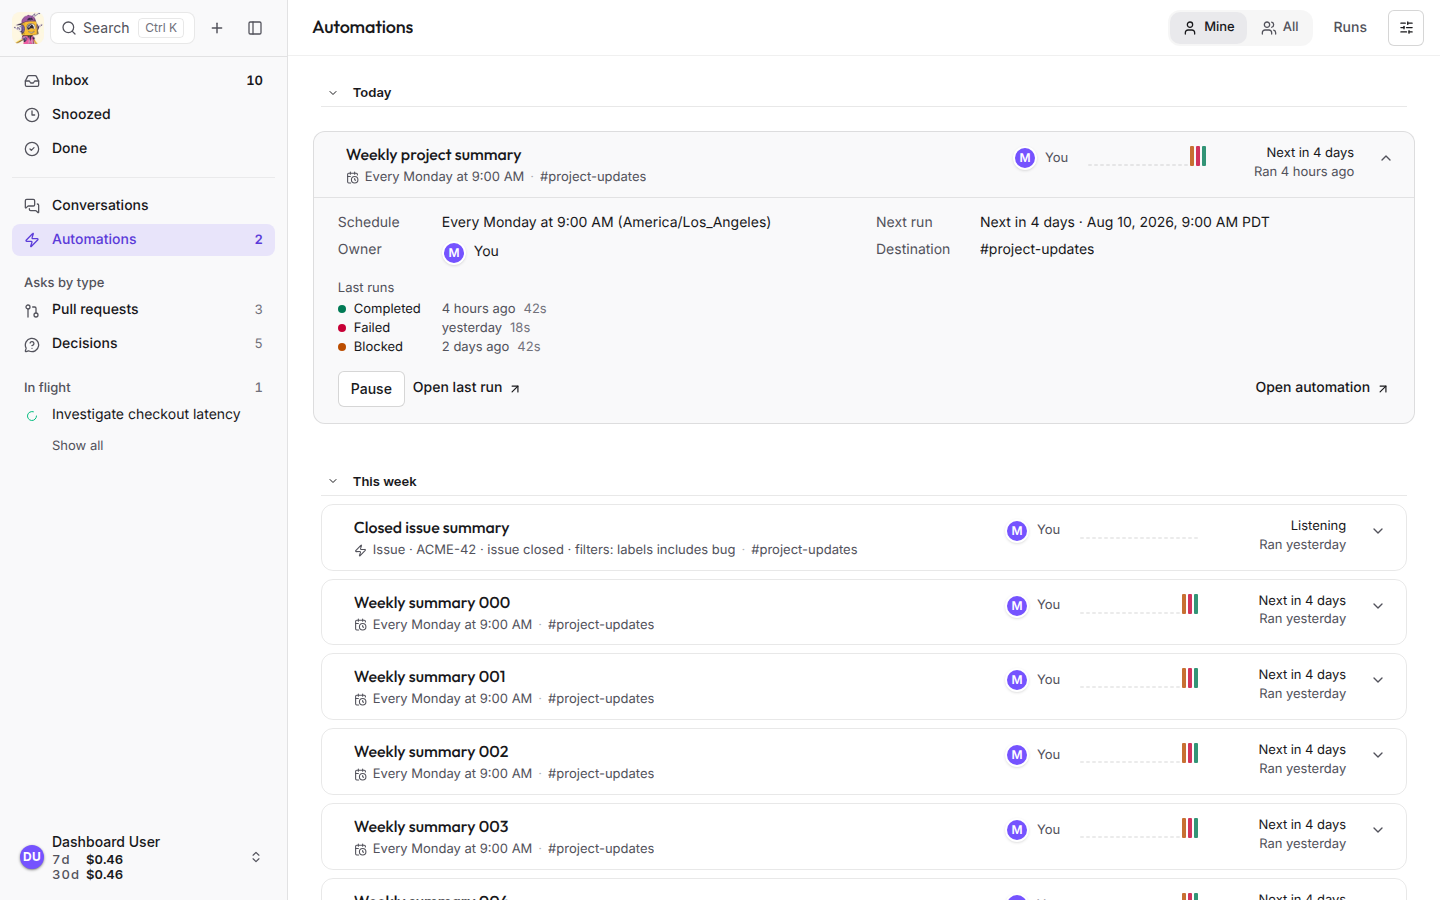 Search Ctrl K
Inbox 10
Snoozed
Done
Conversations
Automations 2
Asks by type
Pull requests 3
Decisions 5
In flight 1
Investigate checkout latency
Show all
DU Dashboard User
7d $0.46
30d $0.46
Automations
Mine All Runs
Today
Weekly project summary
Every Monday at 9:00 AM · #project-updates
M You
Next in 4 days
Ran 4 hours ago
Schedule Every Monday at 9:00 AM (America/Los_Angeles)
Next run Next in 4 days · Aug 10, 2026, 9:00 AM PDT
Owner M You
Destination #project-updates
Last runs
Completed 4 hours ago 42s
Failed yesterday 18s
Blocked 2 days ago 42s
Pause Open last run Open automation
This week
Closed issue summary
Issue · ACME-42 · issue closed · filters: labels includes bug · #project-updates
M You
Listening
Ran yesterday
Weekly summary 000
Every Monday at 9:00 AM · #project-updates
M You
Next in 4 days
Ran yesterday
Weekly summary 001
Every Monday at 9:00 AM · #project-updates
M You
Next in 4 days
Ran yesterday
Weekly summary 002
Every Monday at 9:00 AM · #project-updates
M You
Next in 4 days
Ran yesterday
Weekly summary 003
Every Monday at 9:00 AM · #project-updates
M You
Next in 4 days
Ran yesterday